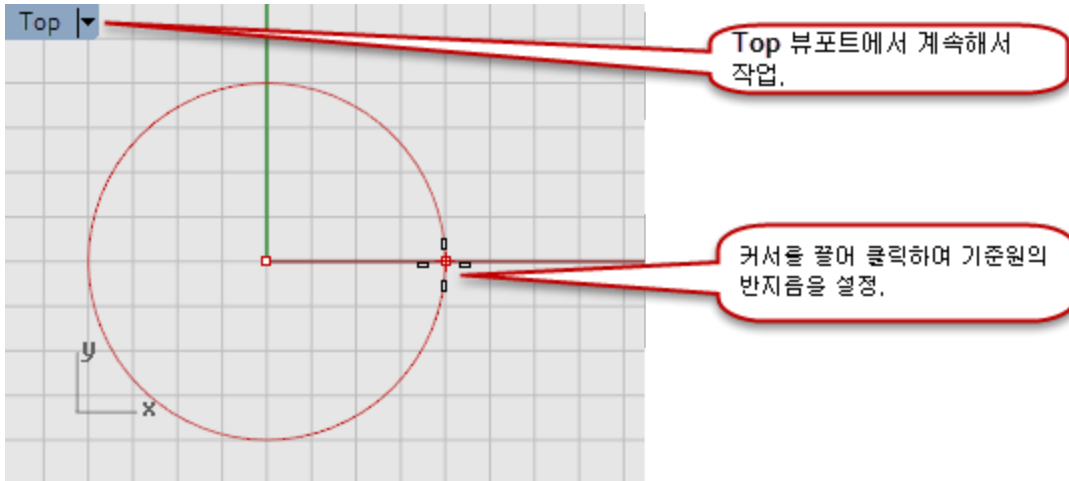 Top
Top 뷰포트에서 계속해서
작업.
커서를 끌어 클릭하여 기준원의
반지름을 설정.
y
x